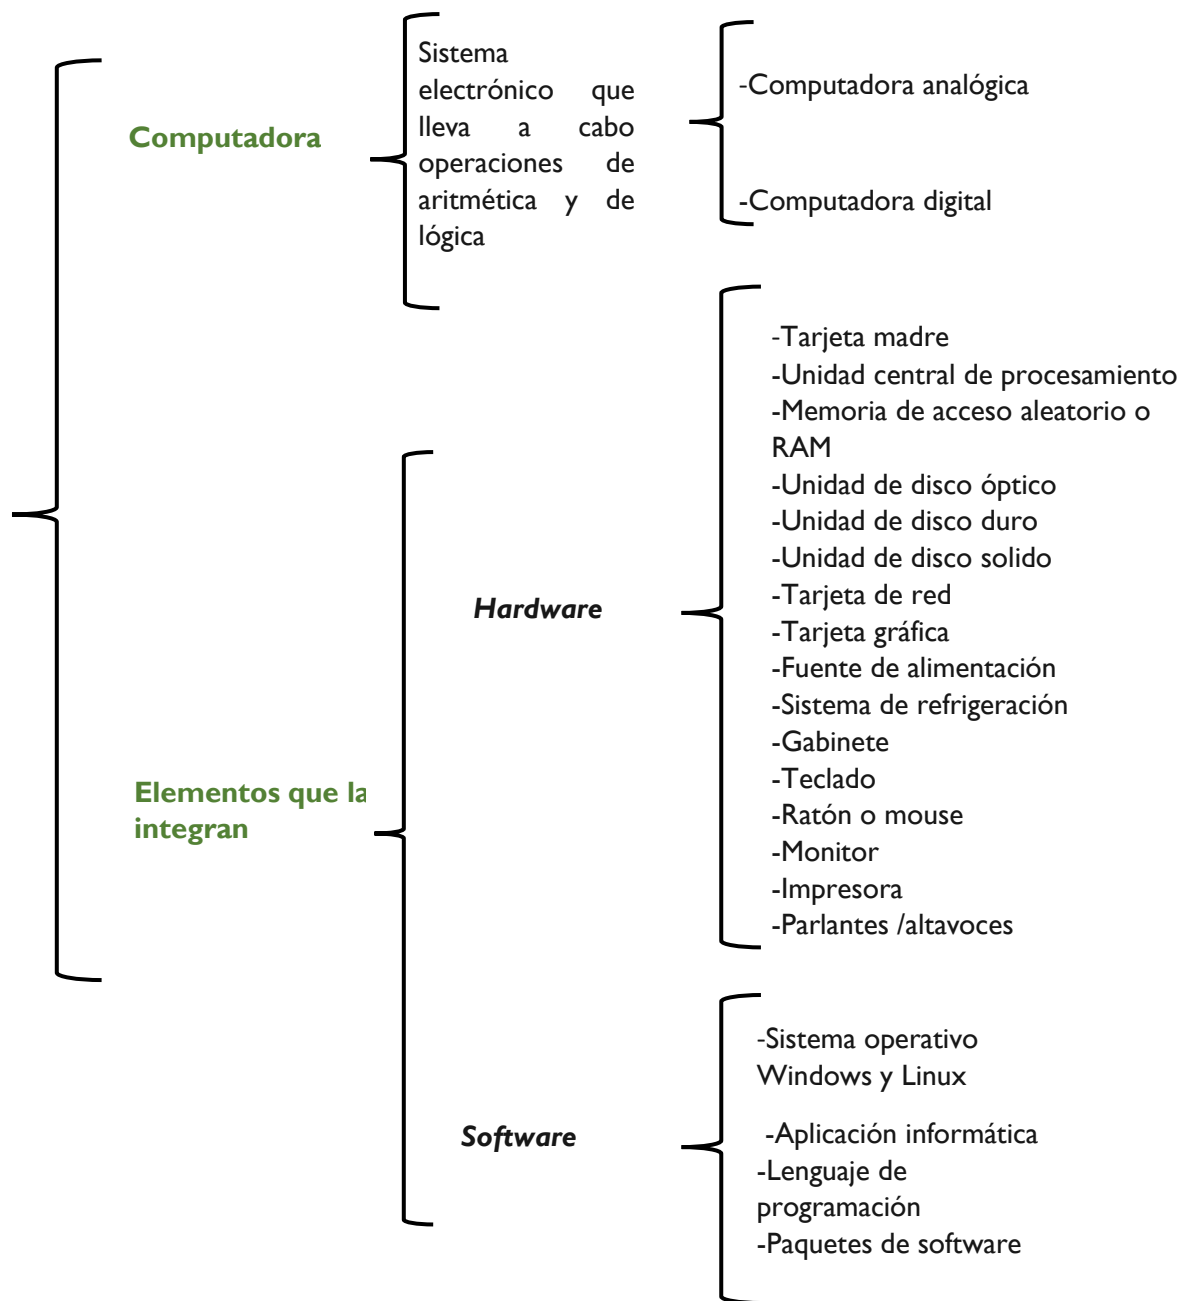 Computadora
Sistema
electrónico que
lleva a cabo
operaciones de
aritmética y de
lógica
-Computadora analógica
-Computadora digital
Elementos que la
integran
Hardware
-Tarjeta madre
-Unidad central de procesamiento
-Memoria de acceso aleatorio o
RAM
-Unidad de disco óptico
-Unidad de disco duro
-Unidad de disco solido
-Tarjeta de red
-Tarjeta gráfica
-Fuente de alimentación
-Sistema de refrigeración
-Gabinete
-Teclado
-Ratón o mouse
-Monitor
-Impresora
-Parlantes /altavoces
Software
-Sistema operativo
Windows y Linux
-Aplicación informática
-Lenguaje de
programación
-Paquetes de software